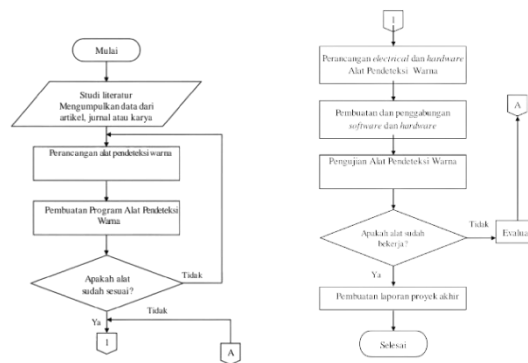 Mulai
Studi literatur
Mengumpulkan data dari
artikel, jurnal atau karya
Perancangan alat pendeteksi warna
Pembuatan Program Alat Pendeteksi
Warna
Apakah alat
sudah sesuai?
Tidak
Ya
Tidak
1
A
1
Perancangan electrical dan hardware
Alat Pendeteksi Warna
Pembuatan dan penggabungan
software dan hardware
Pengujian Alat Pendeteksi Warna
Apakah alat sudah
bekerja?
Tidak
Evalua
A
Ya
Pembuatan laporan proyek akhir
Selesai